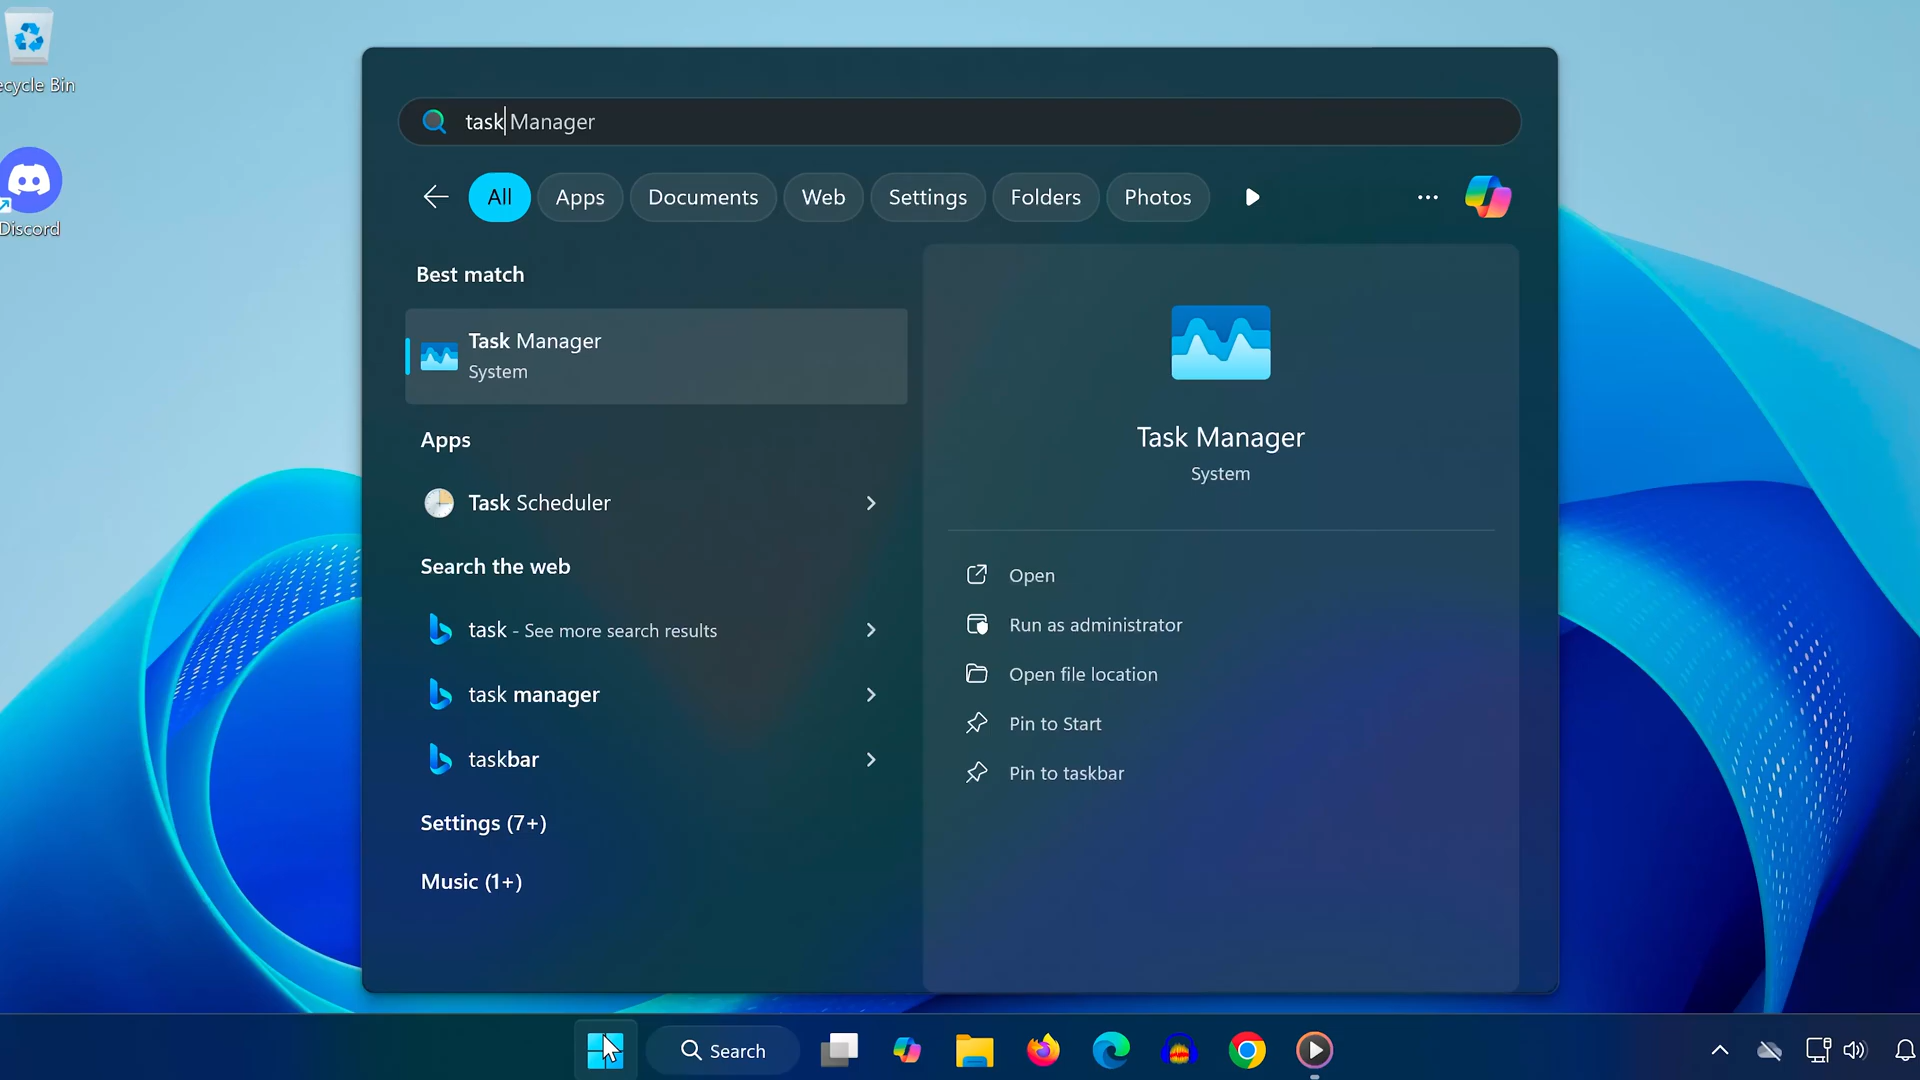 ecycle Bin
Discord
task Manager
All
Apps
Documents
Web
Settings
Folders
Photos
Best match
Task Manager
System
Apps
Task Scheduler
Search the web
task - See more search results
task manager
taskbar
Settings (7+)
Music (1+)
Task Manager
System
Open
Run as administrator
Open file location
Pin to Start
Pin to taskbar
Search